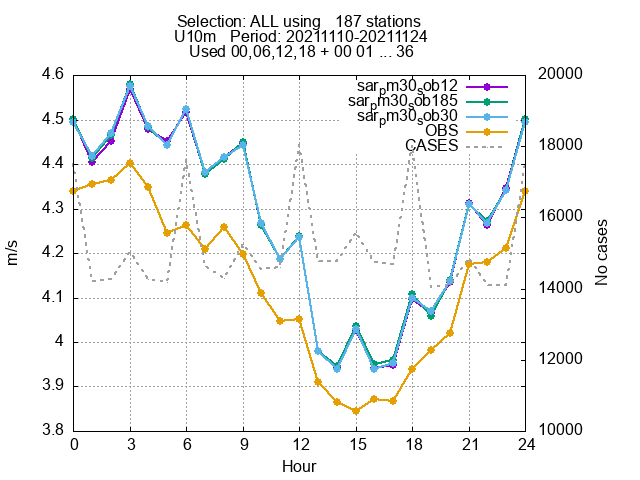 Selection: ALL using   187 stations
U10m   Period: 20211110-20211124
Used 00,06,12,18 + 00 01 ... 36
4.6
4.5
4.4
4.3
4.2
4.1
4
3.9
3.8
m/s
sar_pm30_sob12
sar_pm30_sob185
sar_pm30_sob30
OBS
CASES
20000
18000
16000
14000
12000
10000
No cases
0 3 6 9 12 15 18 21 24
Hour